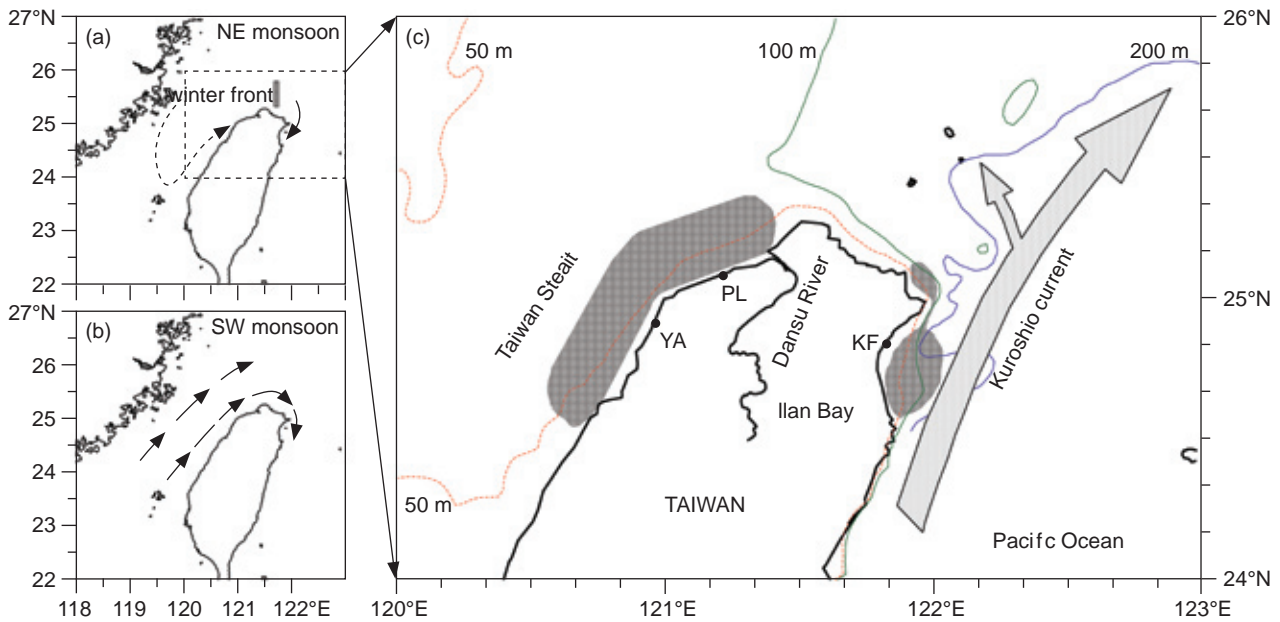 27°N
26
25
24
23
22
(a)
NE monsoon
winter front
27°N
26
25
24
23
22
(b)
SW monsoon
118
119
120
121
122°E
(c)
50 m
100 m
200 m
26°N
25°N
24°N
Taiwan Steait
PL
YA
Dansu River
KF
Ilan Bay
Kuroshio current
50 m
TAIWAN
Pacifc Ocean
120°E
121°E
122°E
123°E